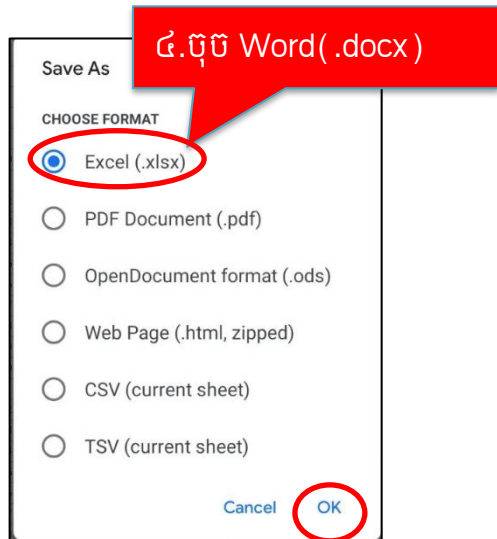 ៤.ប៊ុប Word(.docx)
Save As
CHOOSE FORMAT
Excel (.xlsx)
PDF Document (.pdf)
OpenDocument format (.ods)
Web Page (.html, zipped)
CSV (current sheet)
TSV (current sheet)
Cancel OK